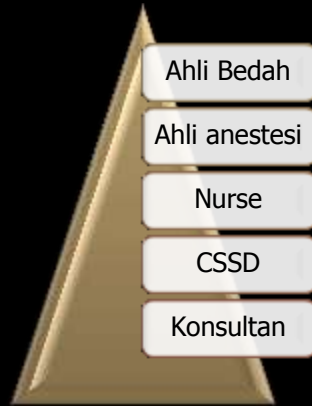 Ahli Bedah
Ahli anestesi
Nurse
CSSD
Konsultan